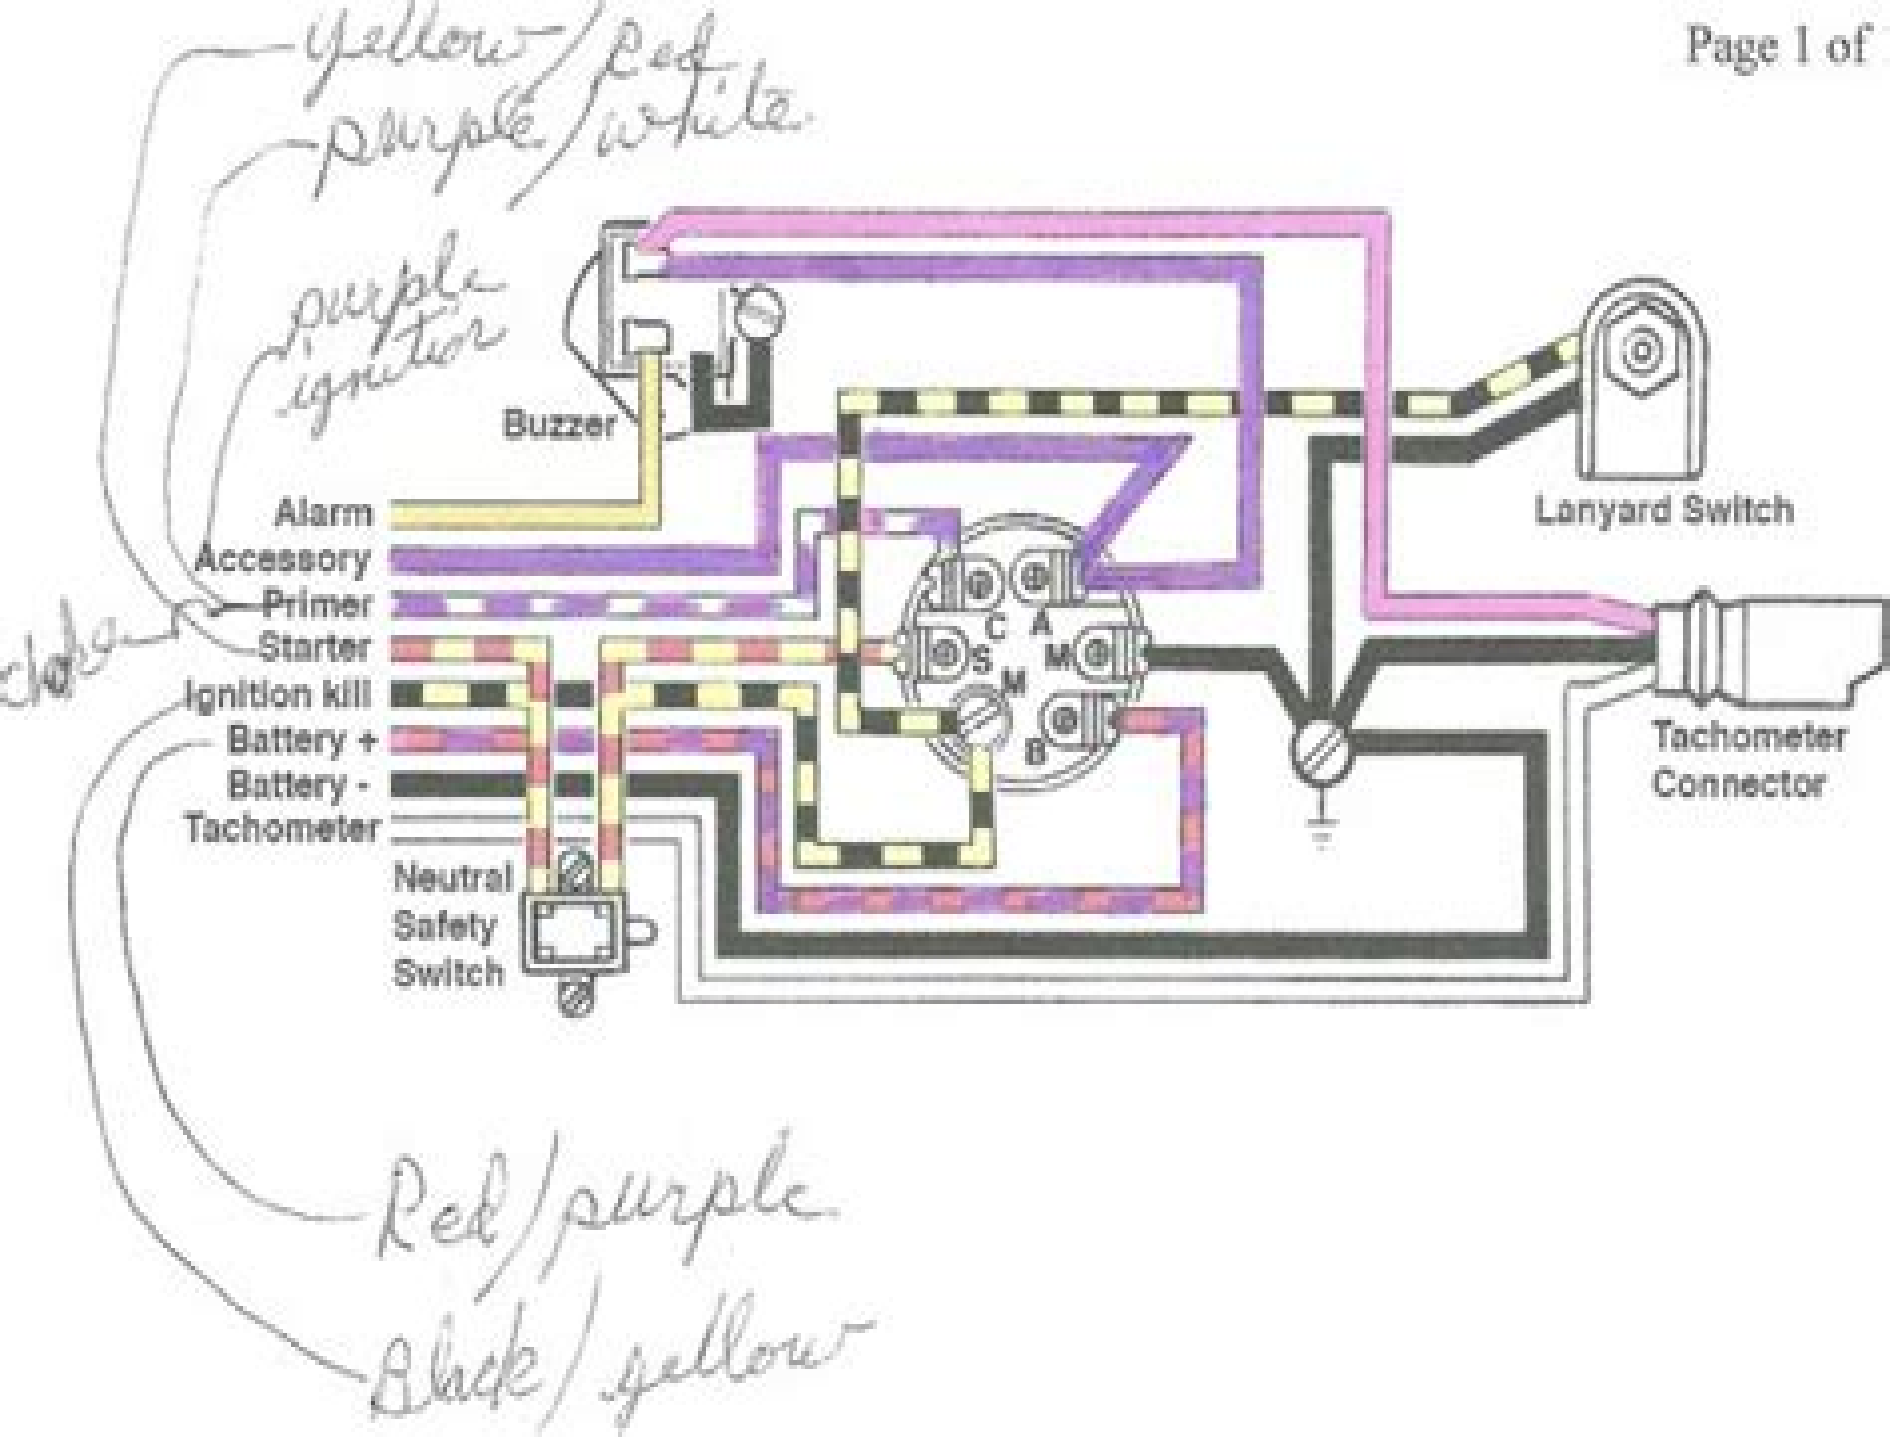 Page 1 of
yellow/Red
purple/white
purple
ignition
Buzzer
Alarm
Accessory
Primer
Starter
Ignition kill
Battery +
Battery -
Tachometer
Neutral
Safety
Switch
choke
C
A
S
M
M
B
Lanyard Switch
Tachometer
Connector
Red/purple
Black/yellow